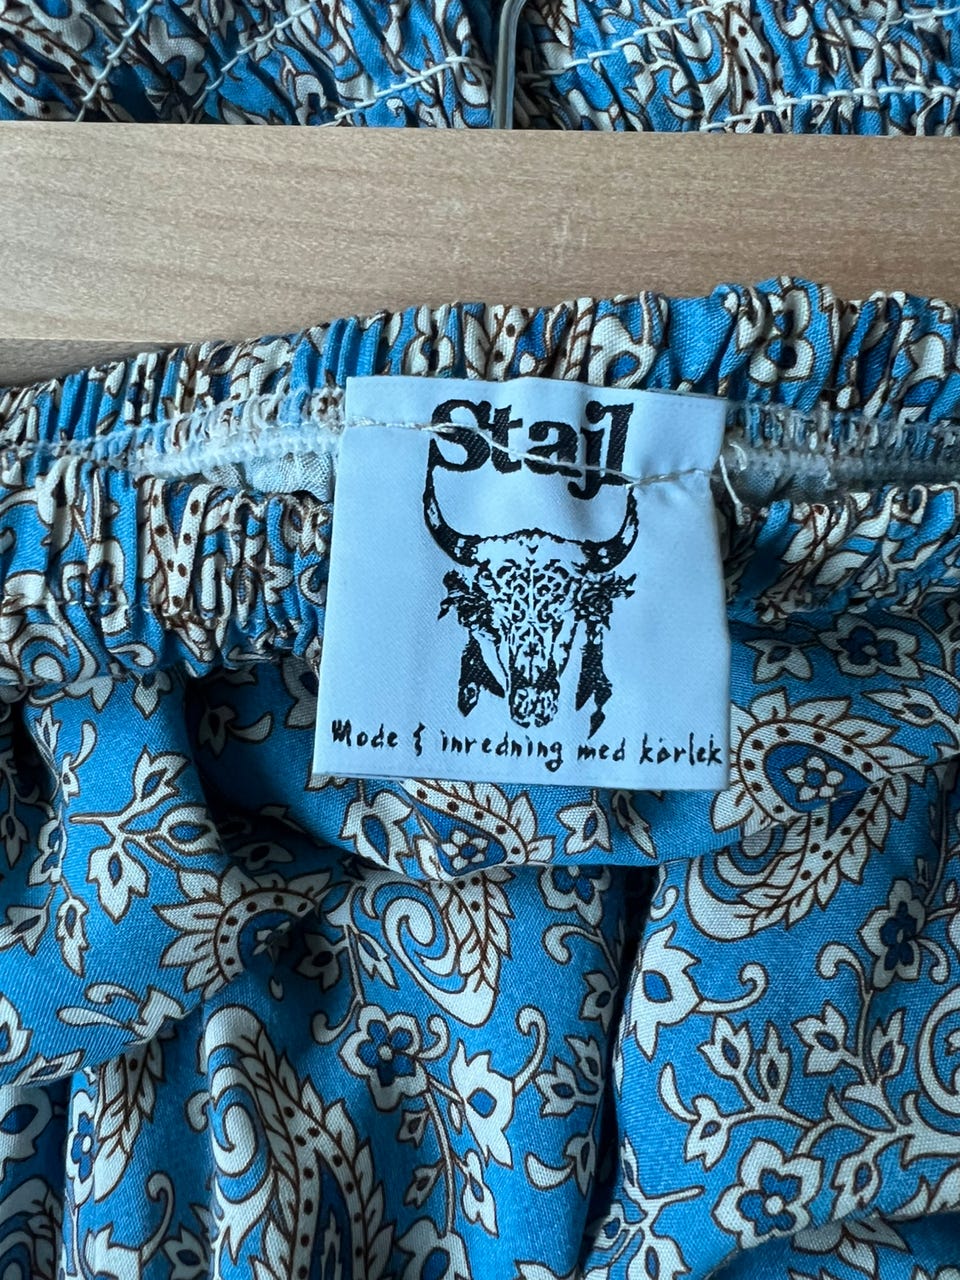 Stajl
Mode & inredning med kärlek